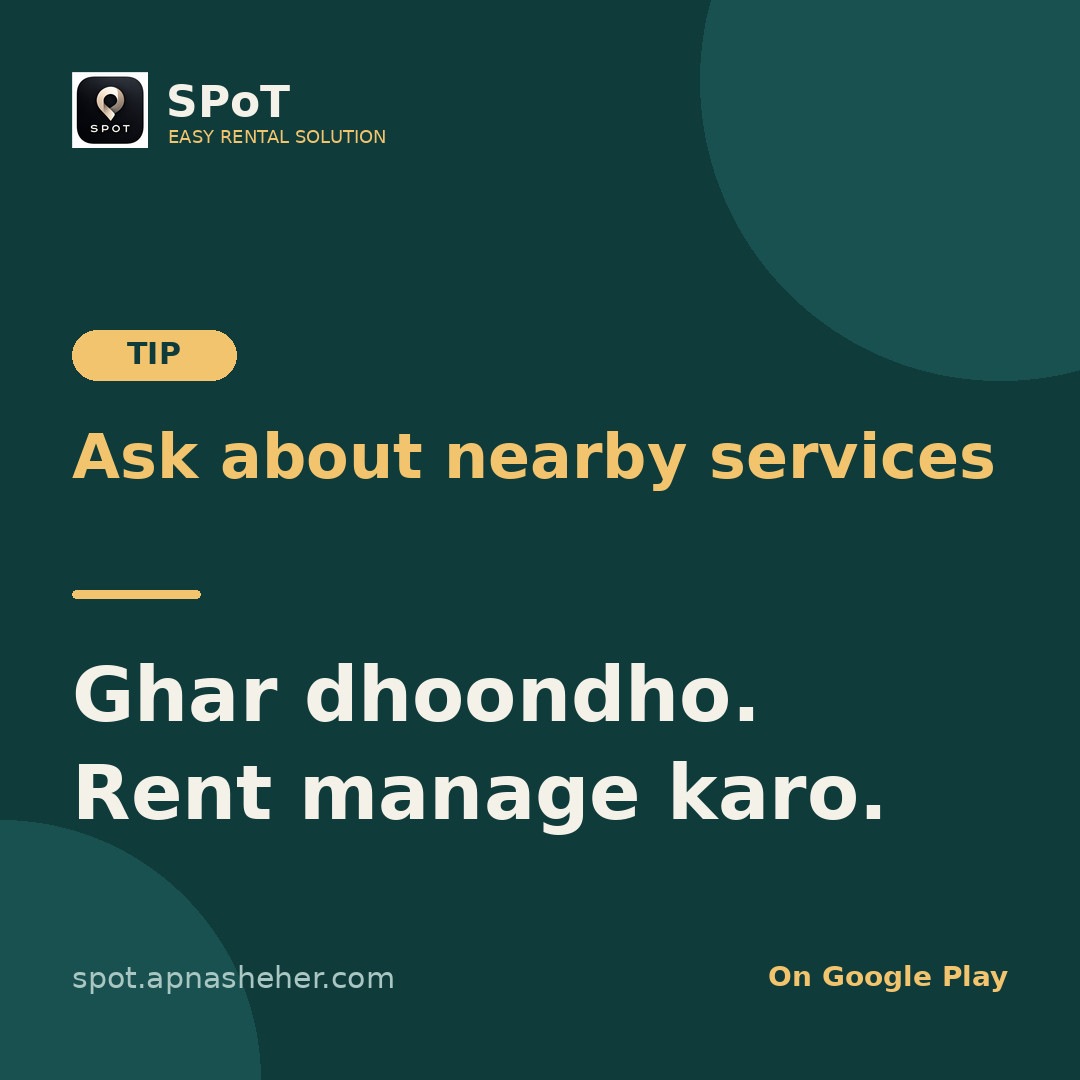 SPOT
SPoT
EASY RENTAL SOLUTION
TIP
Ask about nearby services
Ghar dhoondho.
Rent manage karo.
spot.apnasheher.com
On Google Play